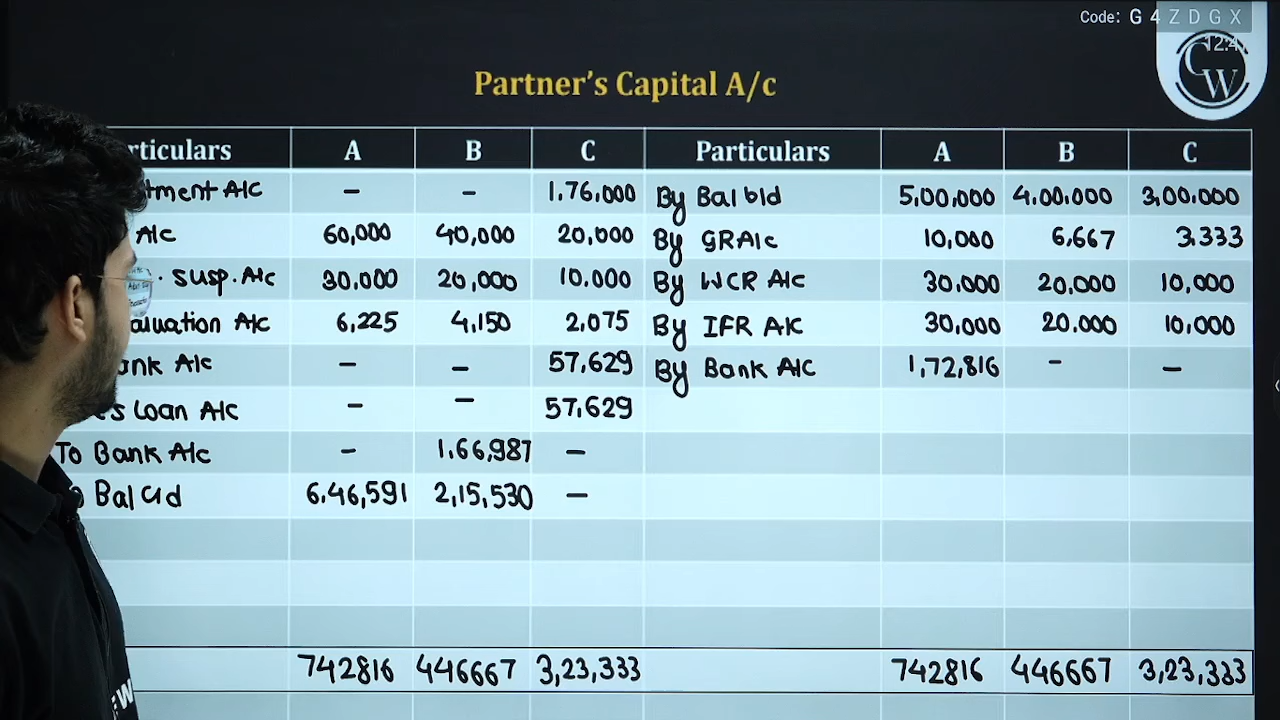 Code: G4ZDGX
12:4
CW
Partner's Capital A/c
rticulars A B C Particulars A B C
tment A/c – – 1,76,000 By Bal b/d 5,00,000 4,00,000 3,00,000
A/c 60,000 40,000 20,000 By GR A/c 10,000 6,667 3,333
. susp. A/c 30,000 20,000 10,000 By WCR A/c 30,000 20,000 10,000
aluation A/c 6,225 4,150 2,075 By IFR A/c 30,000 20,000 10,000
ank A/c – – 57,629 By Bank A/c 1,72,816 – –
's Loan A/c – – 57,629
To Bank A/c – 1,66,987 –
o Bal c/d 6,46,591 2,15,530 –
742816 446667 3,23,333 742816 446667 3,23,333
W